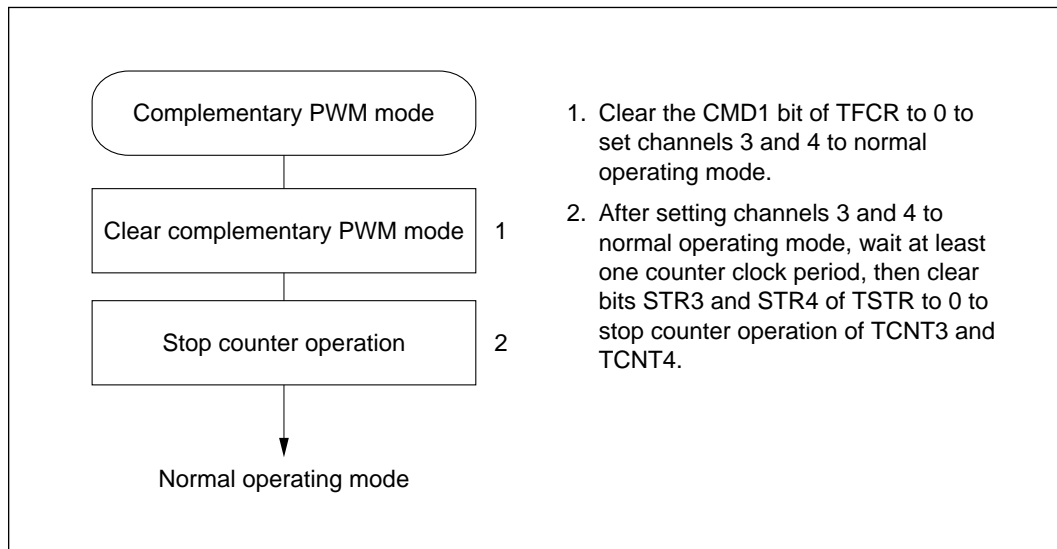 Complementary PWM mode
Clear complementary PWM mode 1
Stop counter operation 2
Normal operating mode
1. Clear the CMD1 bit of TFCR to 0 to
set channels 3 and 4 to normal
operating mode.
2. After setting channels 3 and 4 to
normal operating mode, wait at least
one counter clock period, then clear
bits STR3 and STR4 of TSTR to 0 to
stop counter operation of TCNT3 and
TCNT4.